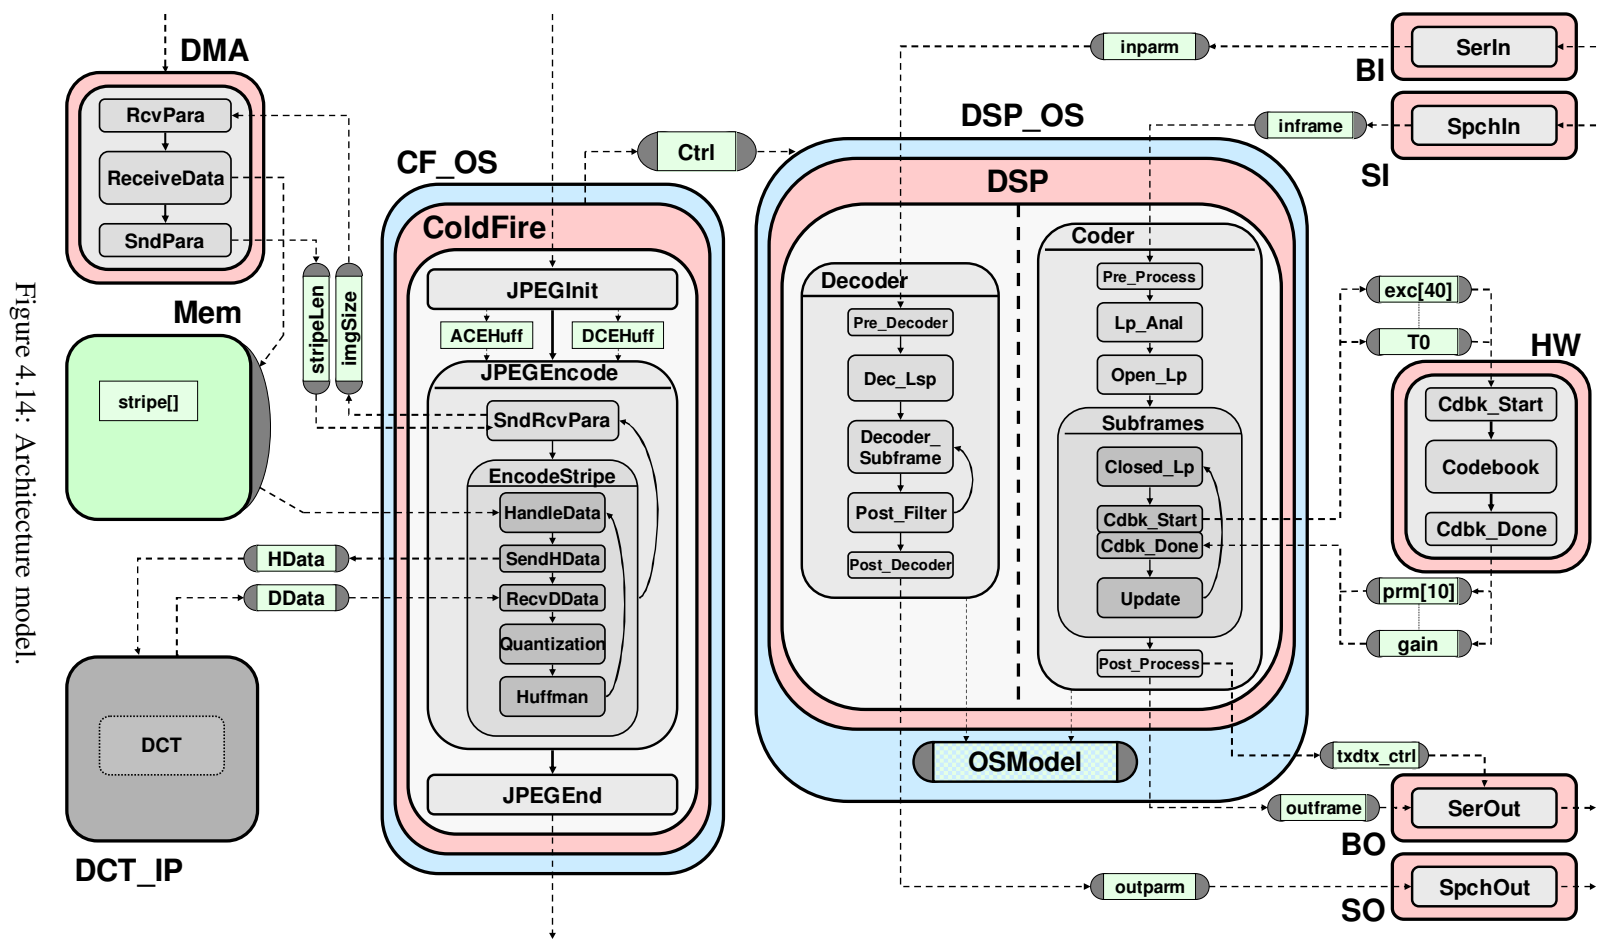 DMA
RcvPara
ReceiveData
SndPara
stripeLen
imgSize
Mem
stripe[]
HData
DData
DCT
DCT_IP
CF_OS
ColdFire
JPEGInit
ACEHuff
DCEHuff
JPEGEncode
SndRcvPara
EncodeStripe
HandleData
SendHData
RecvDData
Quantization
Huffman
JPEGEnd
Ctrl
DSP_OS
DSP
Decoder
Pre_Decoder
Dec_Lsp
Decoder_
Subframe
Post_Filter
Post_Decoder
Coder
Pre_Process
Lp_Anal
Open_Lp
Subframes
Closed_Lp
Cdbk_Start
Cdbk_Done
Update
Post_Process
OSModel
inparm
SerIn
BI
inframe
SpchIn
SI
exc[40]
T0
HW
Cdbk_Start
Codebook
Cdbk_Done
prm[10]
gain
txdtx_ctrl
outframe
SerOut
BO
outparm
SpchOut
SO
Figure 4.14: Architecture model.